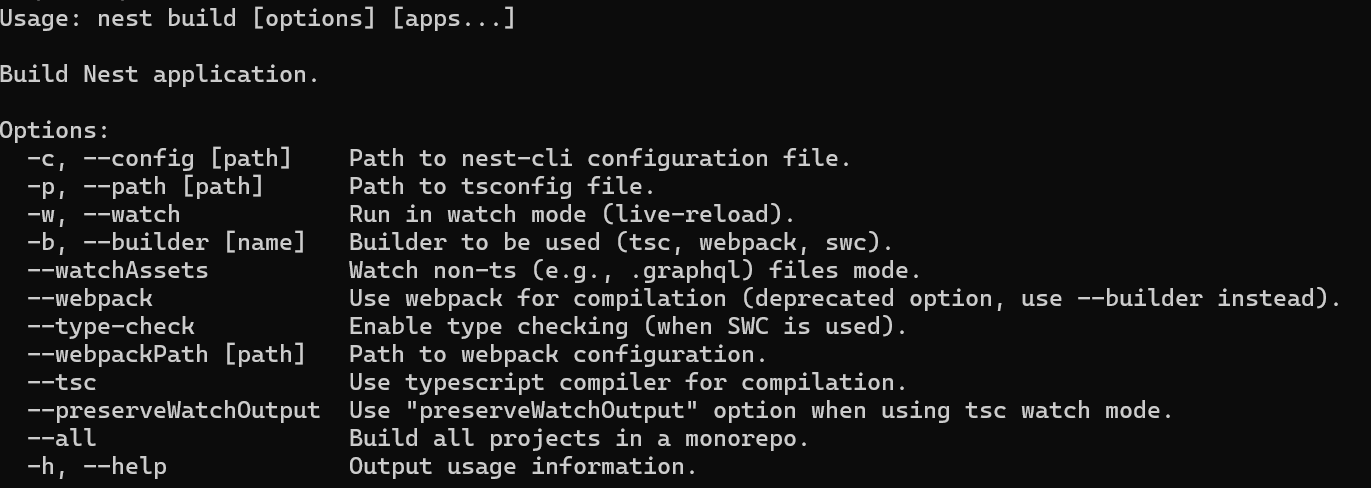 Usage: nest build [options] [apps...]

Build Nest application.

Options:
  -c, --config [path]    Path to nest-cli configuration file.
  -p, --path [path]      Path to tsconfig file.
  -w, --watch            Run in watch mode (live-reload).
  -b, --builder [name]   Builder to be used (tsc, webpack, swc).
  --watchAssets          Watch non-ts (e.g., .graphql) files mode.
  --webpack              Use webpack for compilation (deprecated option, use --builder instead).
  --type-check           Enable type checking (when SWC is used).
  --webpackPath [path]   Path to webpack configuration.
  --tsc                  Use typescript compiler for compilation.
  --preserveWatchOutput  Use "preserveWatchOutput" option when using tsc watch mode.
  --all                  Build all projects in a monorepo.
  -h, --help             Output usage information.